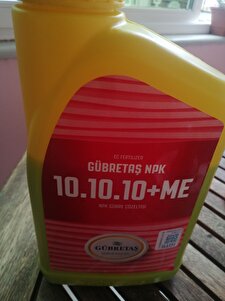 EC FERTILIZER
GÜBRETAŞ NPK
10.10.10+ME
NPK GÜBRE ÇÖZELTİSİ
GÜBRETAŞ